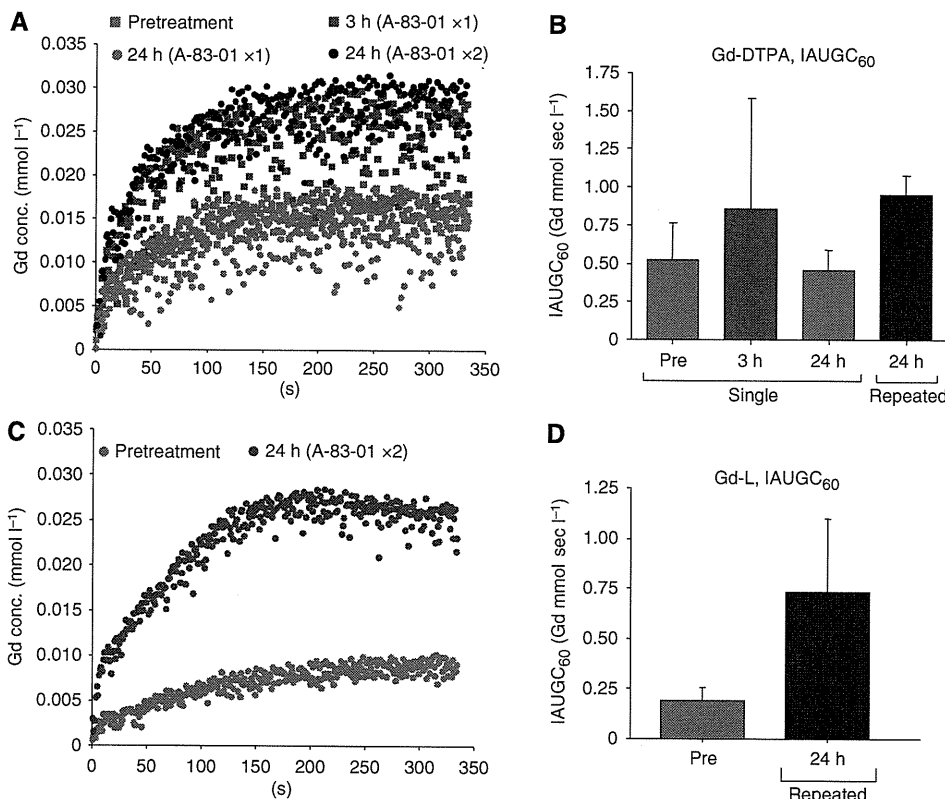 A
Pretreatment
3 h (A-83-01 ×1)
24 h (A-83-01 ×1)
24 h (A-83-01 ×2)
0.035
0.030
0.025
0.020
0.015
0.010
0.005
0
Gd conc. (mmol l⁻¹)
0 50 100 150 200 250 300 350
(s)
B
Gd-DTPA, IAUGC₆₀
1.75
1.50
1.25
1.00
0.75
0.50
0.25
0
IAUGC₆₀ (Gd mmol sec l⁻¹)
Pre 3 h 24 h 24 h
Single Repeated
C
0.035
0.030
0.025
0.020
0.015
0.010
0.005
0
Gd conc. (mmol l⁻¹)
Pretreatment
24 h (A-83-01 ×2)
0 50 100 150 200 250 300 350
(s)
D
Gd-L, IAUGC₆₀
1.25
1.00
0.75
0.50
0.25
0
IAUGC₆₀ (Gd mmol sec l⁻¹)
Pre 24 h
Repeated